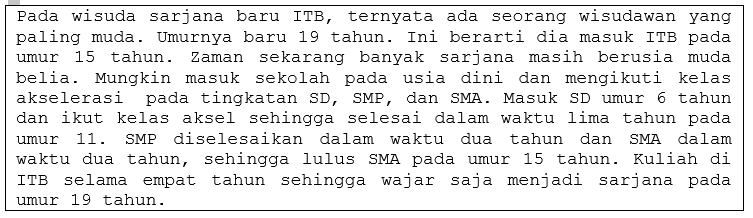 Pada wisuda sarjana baru ITB, ternyata ada seorang wisudawan yang
paling muda. Umurnya baru 19 tahun. Ini berarti dia masuk ITB pada
umur 15 tahun. Zaman sekarang banyak sarjana masih berusia muda
belia. Mungkin masuk sekolah pada usia dini dan mengikuti kelas
akselerasi pada tingkatan SD, SMP, dan SMA. Masuk SD umur 6 tahun
dan ikut kelas aksel sehingga selesai dalam waktu lima tahun pada
umur 11. SMP diselesaikan dalam waktu dua tahun dan SMA dalam
waktu dua tahun, sehingga lulus SMA pada umur 15 tahun. Kuliah di
ITB selama empat tahun sehingga wajar saja menjadi sarjana pada
umur 19 tahun.